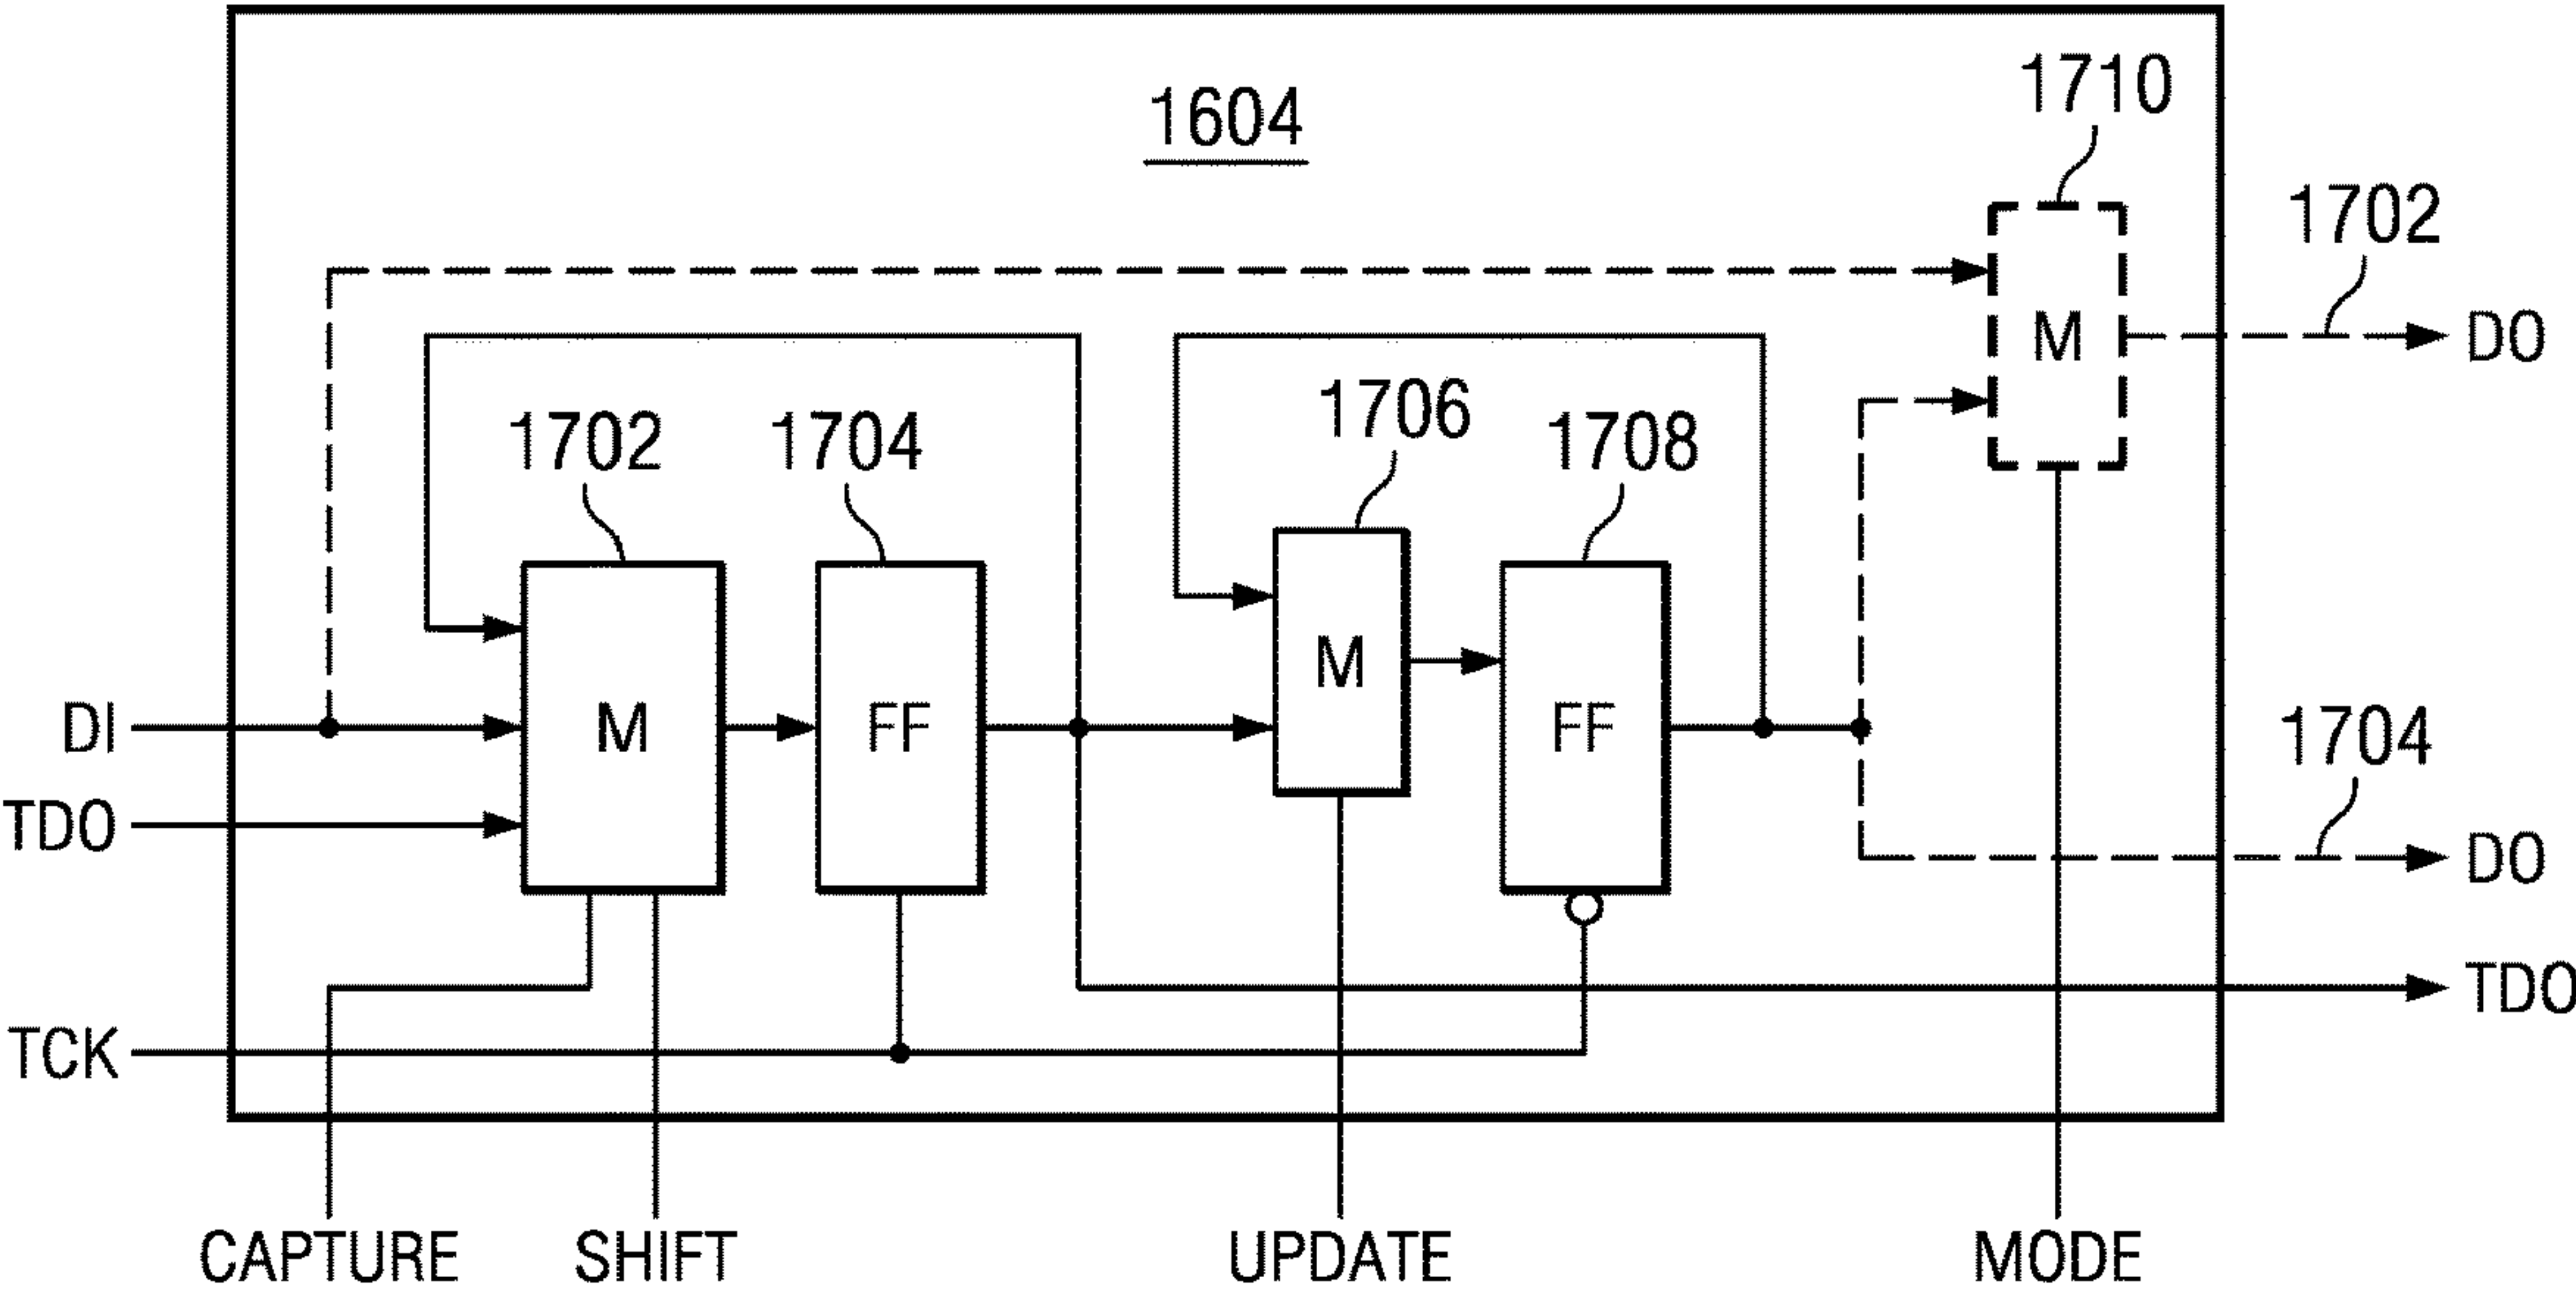 1710
1604
1702
DO
1706
1702
1704
1708
M
1704
M
DI
M
FF
FF
TDO
DO
TDO
TCK
CAPTURE
SHIFT
UPDATE
MODE